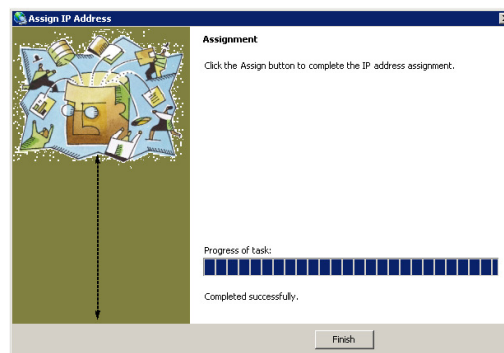 Assign IP Address
Assignment
Click the Assign button to complete the IP address assignment.
Progress of task:
Completed successfully.
Finish